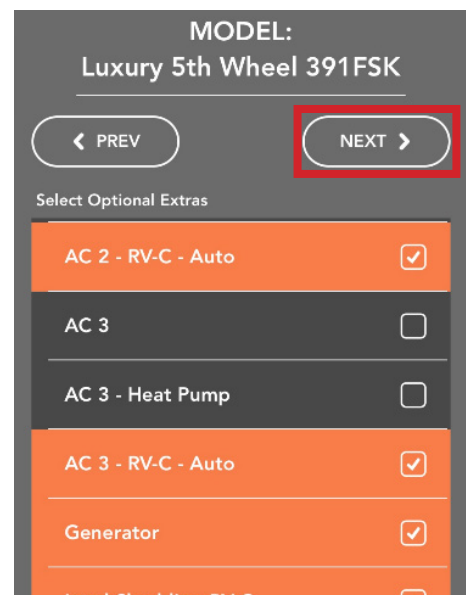 MODEL:
Luxury 5th Wheel 391FSK
PREV
NEXT
Select Optional Extras
AC 2 - RV-C - Auto
AC 3
AC 3 - Heat Pump
AC 3 - RV-C - Auto
Generator